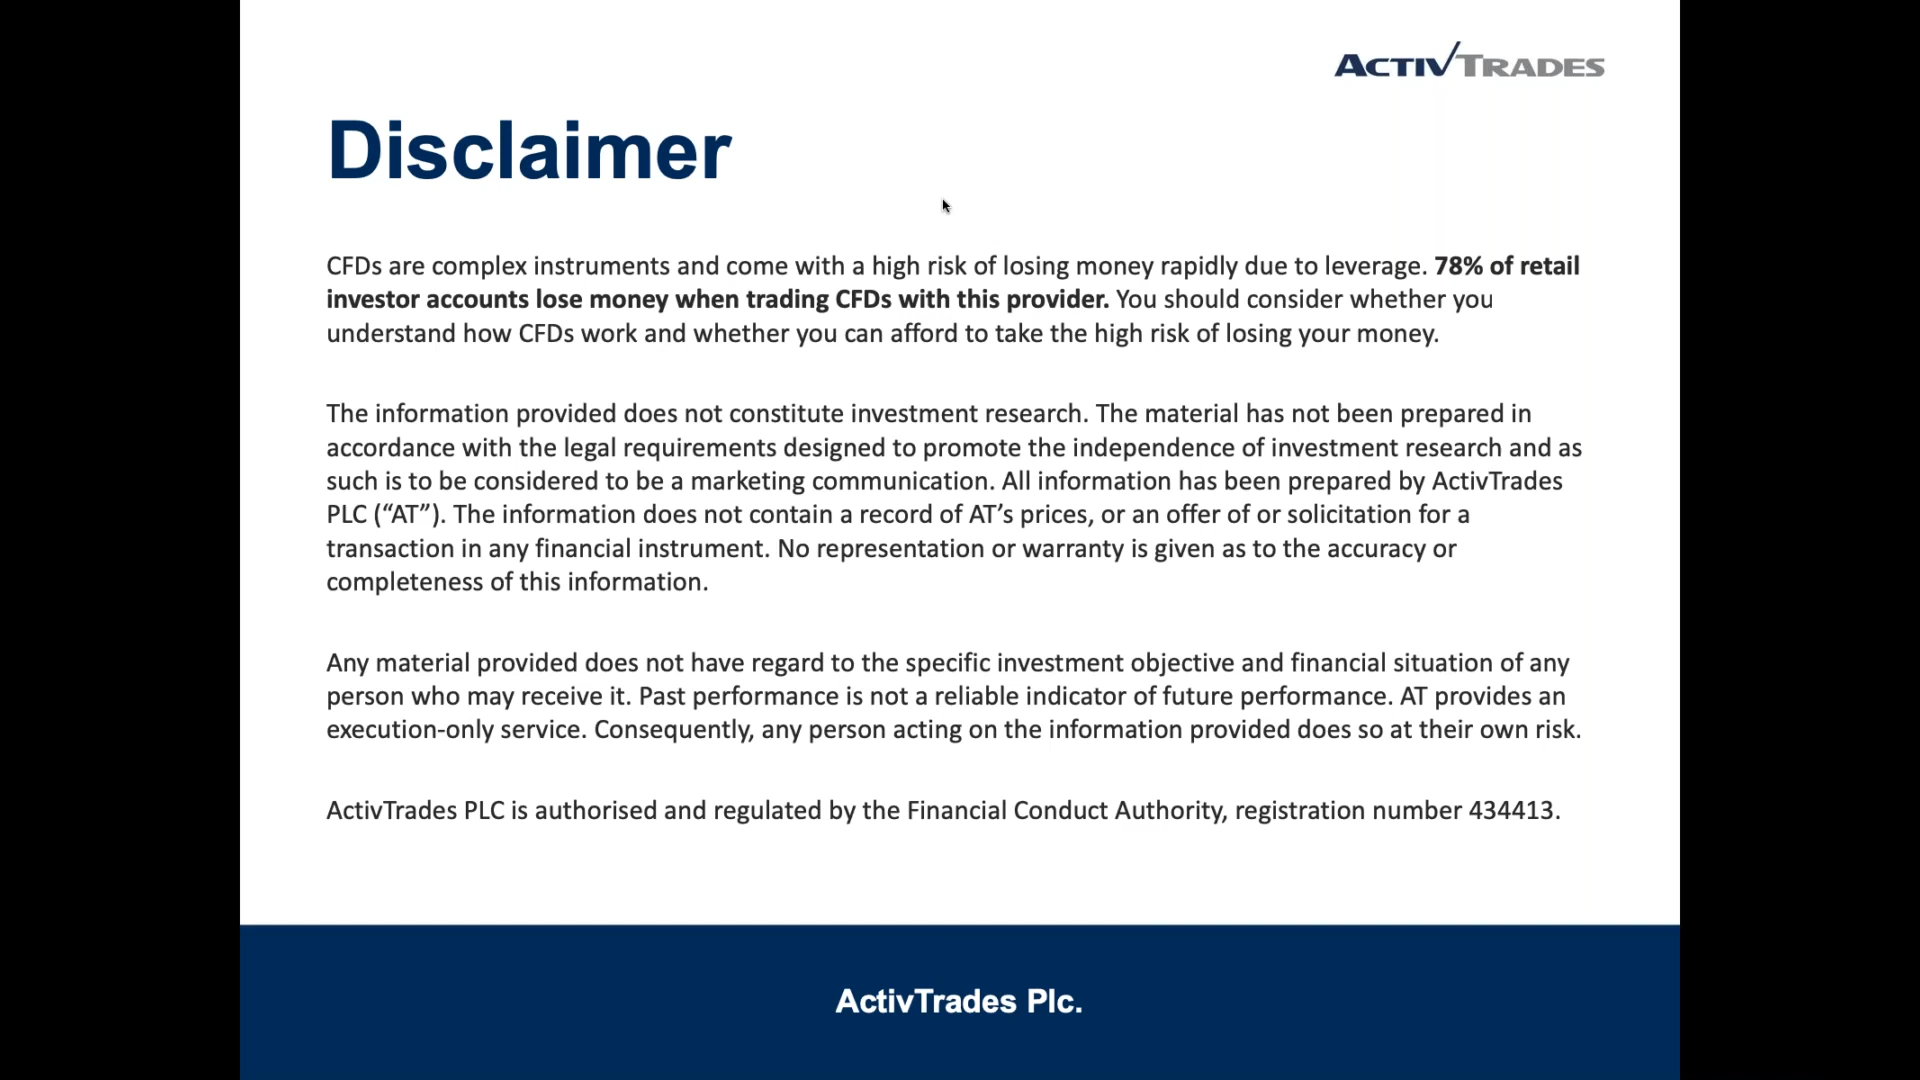 ACTIVTRADES
Disclaimer
CFDs are complex instruments and come with a high risk of losing money rapidly due to leverage. 78% of retail
investor accounts lose money when trading CFDs with this provider. You should consider whether you
understand how CFDs work and whether you can afford to take the high risk of losing your money.
The information provided does not constitute investment research. The material has not been prepared in
accordance with the legal requirements designed to promote the independence of investment research and as
such is to be considered to be a marketing communication. All information has been prepared by ActivTrades
PLC (“AT”). The information does not contain a record of AT’s prices, or an offer of or solicitation for a
transaction in any financial instrument. No representation or warranty is given as to the accuracy or
completeness of this information.
Any material provided does not have regard to the specific investment objective and financial situation of any
person who may receive it. Past performance is not a reliable indicator of future performance. AT provides an
execution-only service. Consequently, any person acting on the information provided does so at their own risk.
ActivTrades PLC is authorised and regulated by the Financial Conduct Authority, registration number 434413.
ActivTrades Plc.